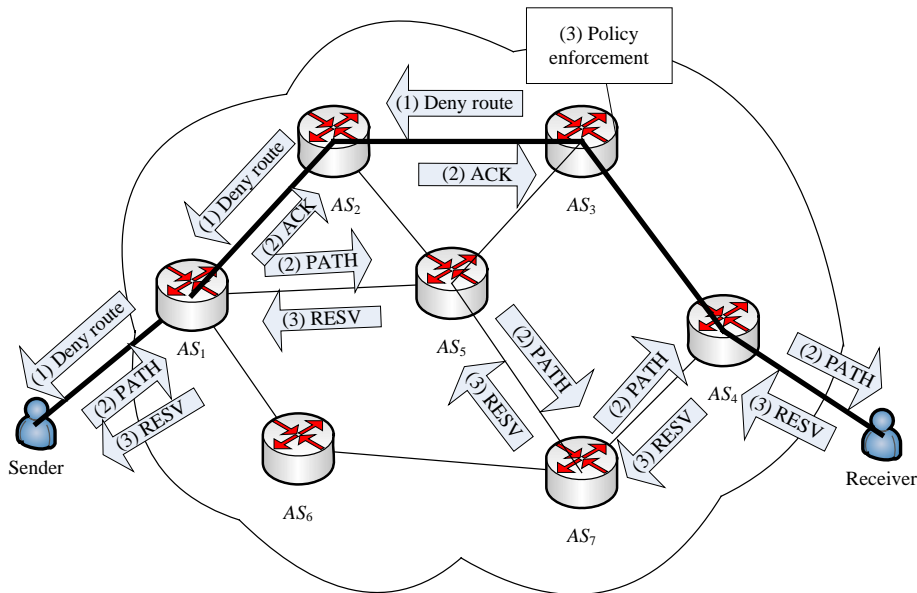 (3) Policy
enforcement
(1) Deny route
(2) ACK
AS2
AS3
(1) Deny route
(2) ACK
(2) PATH
(3) RESV
AS1
AS5
AS4
(1) Deny route
(2) PATH
(3) RESV
(2) PATH
(3) RESV
(2) PATH
(3) RESV
(2) PATH
(3) RESV
Sender
Receiver
AS6
AS7